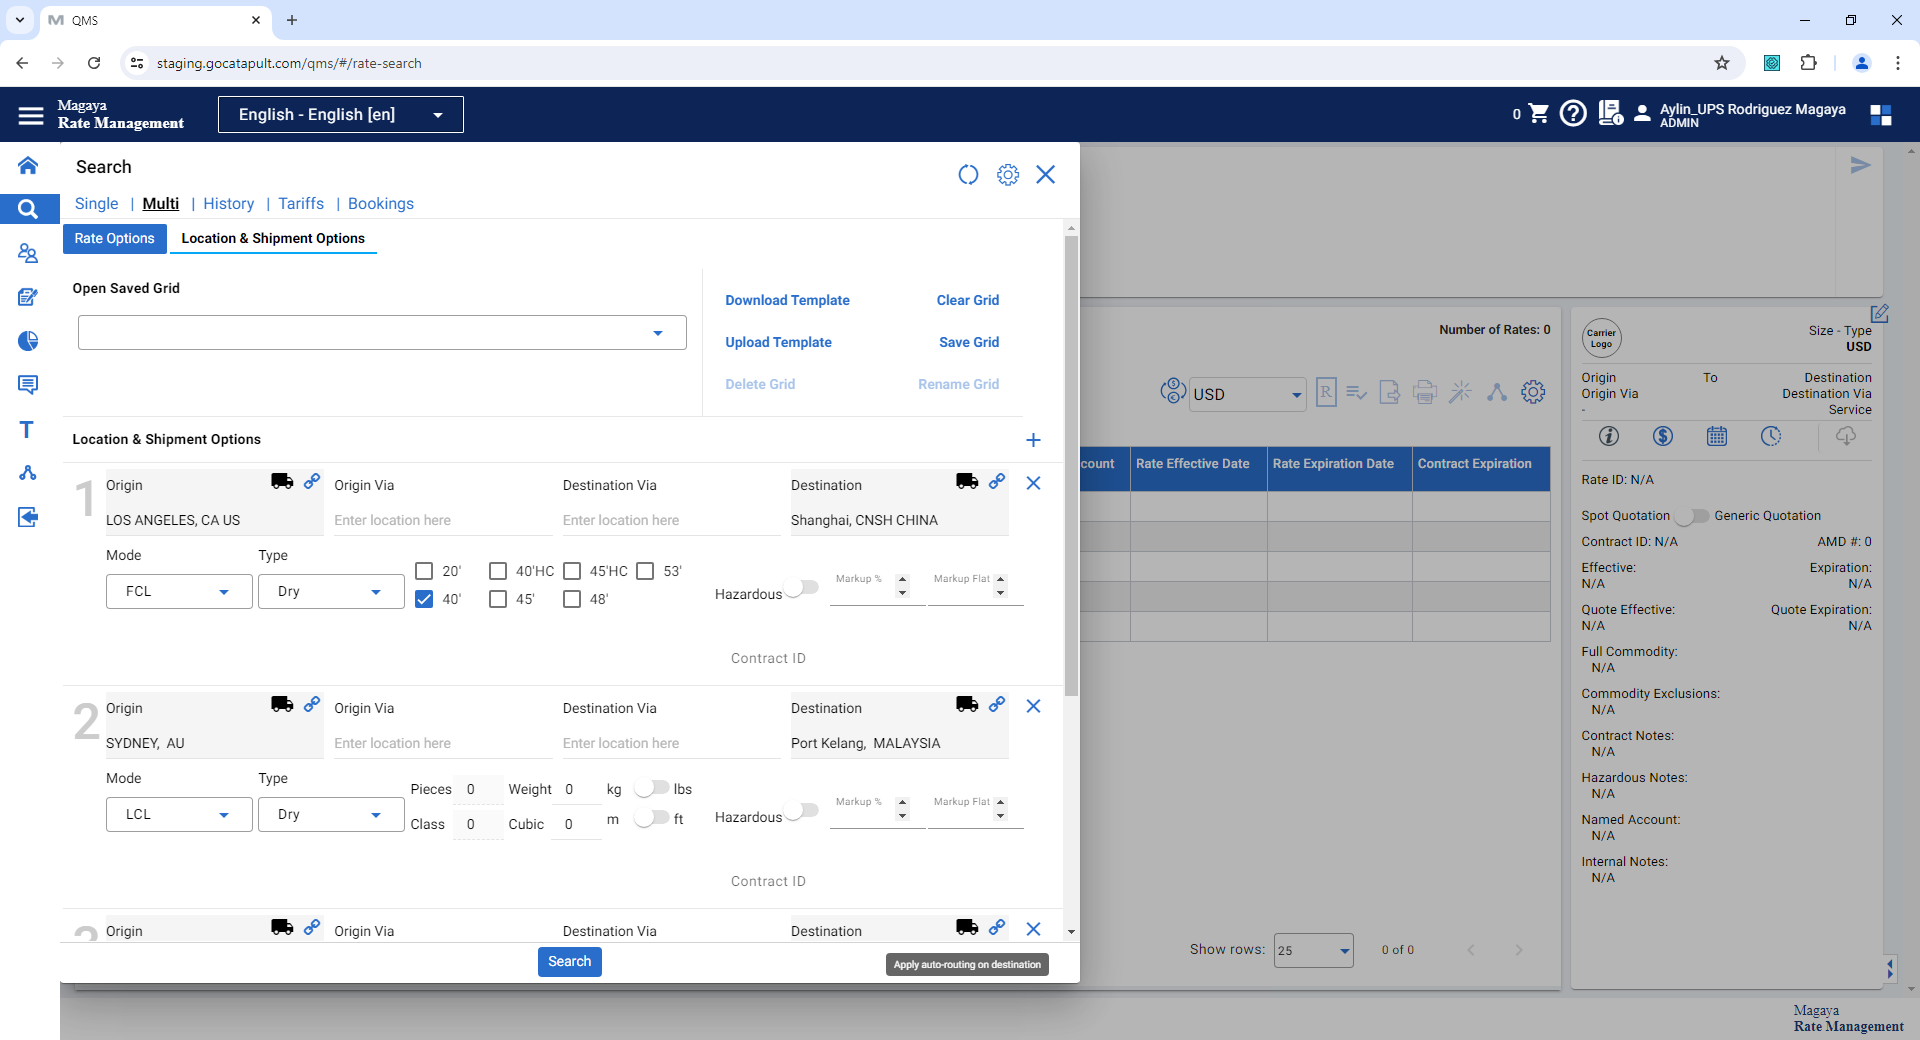 QMS
staging.gocatapult.com/qms/#/rate-search
Magaya
Rate Management
English - English [en]
0
Aylin_UPS Rodriguez Magaya
ADMIN
Search
Single | Multi | History | Tariffs | Bookings
Rate Options
Location & Shipment Options
Open Saved Grid
Download Template
Clear Grid
Upload Template
Save Grid
Delete Grid
Rename Grid
Location & Shipment Options
1
Origin
Origin Via
Destination Via
Destination
LOS ANGELES, CA US
Enter location here
Enter location here
Shanghai, CNSH CHINA
Mode
Type
FCL
Dry
20'
40'HC
45'HC
53'
40'
45'
48'
Hazardous
Markup %
Markup Flat
Contract ID
2
Origin
Origin Via
Destination Via
Destination
SYDNEY, AU
Enter location here
Enter location here
Port Kelang, MALAYSIA
Mode
Type
LCL
Dry
Pieces 0 Weight 0 kg lbs
Class 0 Cubic 0 m ft
Hazardous
Markup %
Markup Flat
Contract ID
Origin
Origin Via
Destination Via
Destination
Search
Apply auto-routing on destination
Number of Rates: 0
USD
R
count
Rate Effective Date
Rate Expiration Date
Contract Expiration
Show rows: 25
0 of 0
Carrier
Logo
Size - Type
USD
Origin To Destination
Origin Via Destination Via
- Service
Rate ID: N/A
Spot Quotation Generic Quotation
Contract ID: N/A AMD #: 0
Effective: Expiration:
N/A N/A
Quote Effective: Quote Expiration:
N/A N/A
Full Commodity:
N/A
Commodity Exclusions:
N/A
Contract Notes:
N/A
Hazardous Notes:
N/A
Named Account:
N/A
Internal Notes:
N/A
Magaya
Rate Management